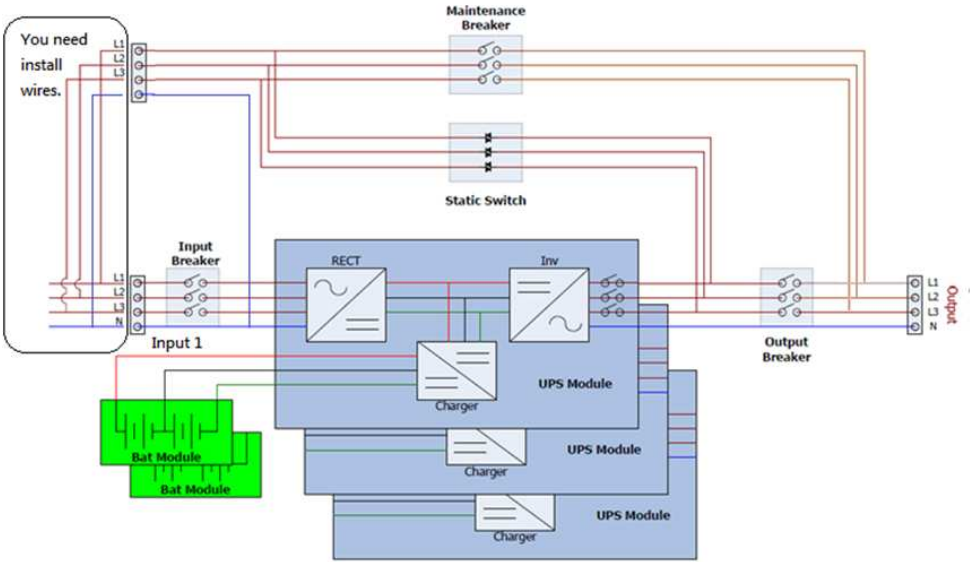 Maintenance
Breaker
You need
install
wires.
L1
L2
L3
Static Switch
Input
Breaker
RECT
Inv
L1
L2
L3
N
Input 1
L1
L2
L3
N
Output
Output
Breaker
Charger
UPS Module
Bat Module
Charger
UPS Module
Bat Module
Charger
UPS Module